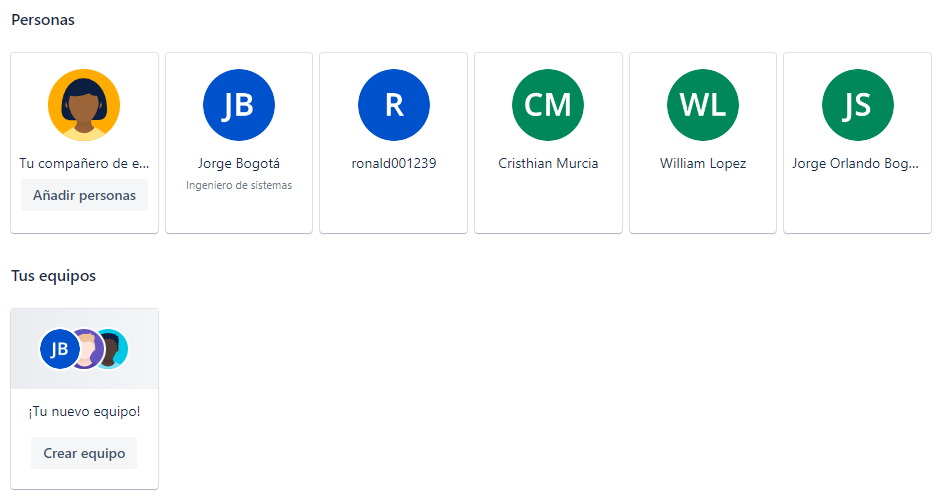 Personas
JB
R
CM
WL
JS
Tu compañero de e...
Jorge Bogotá
ronald001239
Cristhian Murcia
William Lopez
Jorge Orlando Bog...
Añadir personas
Ingeniero de sistemas
Tus equipos
JB
¡Tu nuevo equipo!
Crear equipo